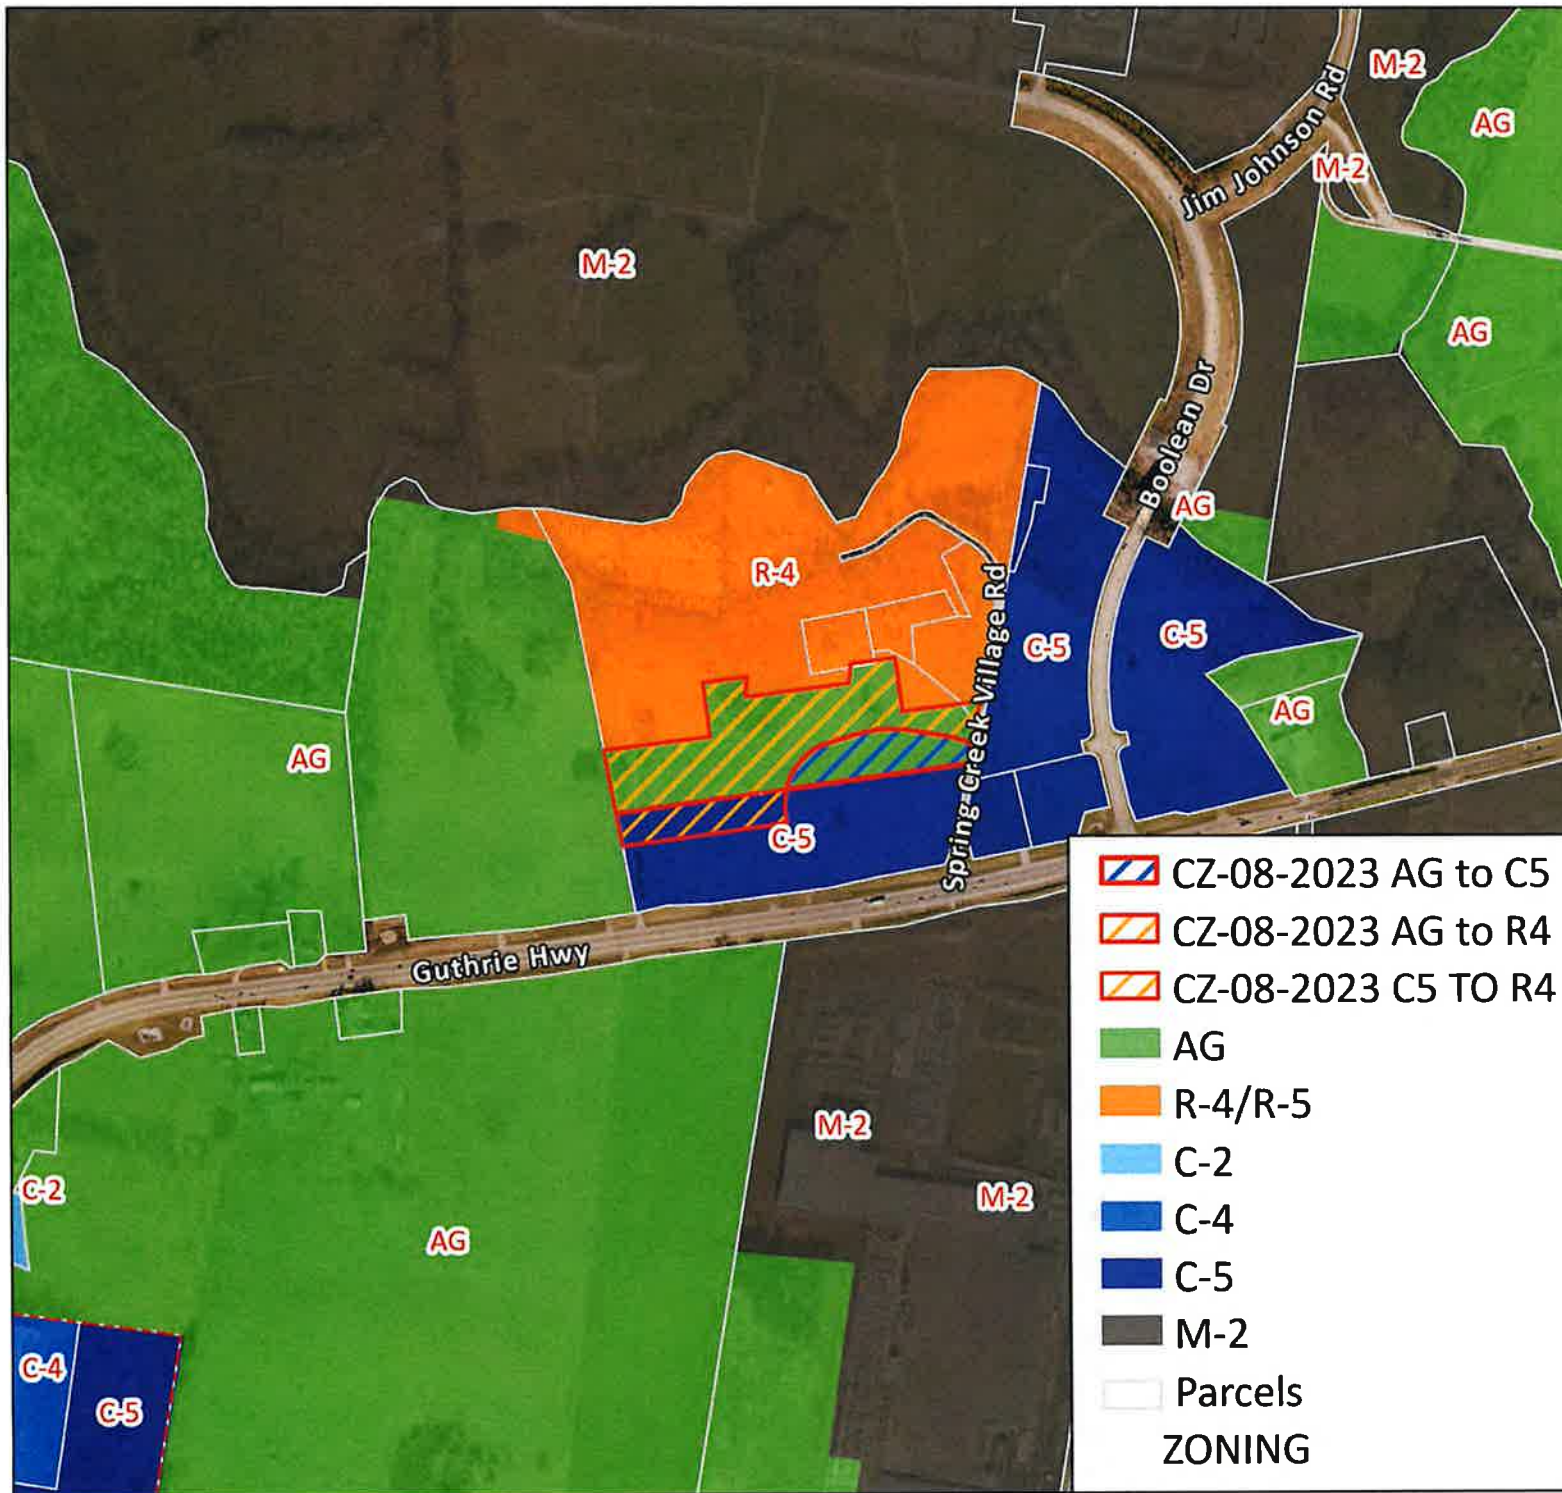 M-2
AG
Jim Johnson Rd
M-2
M-2
AG
Boolean Dr
AG
R-4
Spring Creek Village Rd
C-5
C-5
AG
AG
C-5
Guthrie Hwy
M-2
M-2
C-2
AG
C-4
C-5
CZ-08-2023 AG to C5
CZ-08-2023 AG to R4
CZ-08-2023 C5 TO R4
AG
R-4/R-5
C-2
C-4
C-5
M-2
Parcels
ZONING